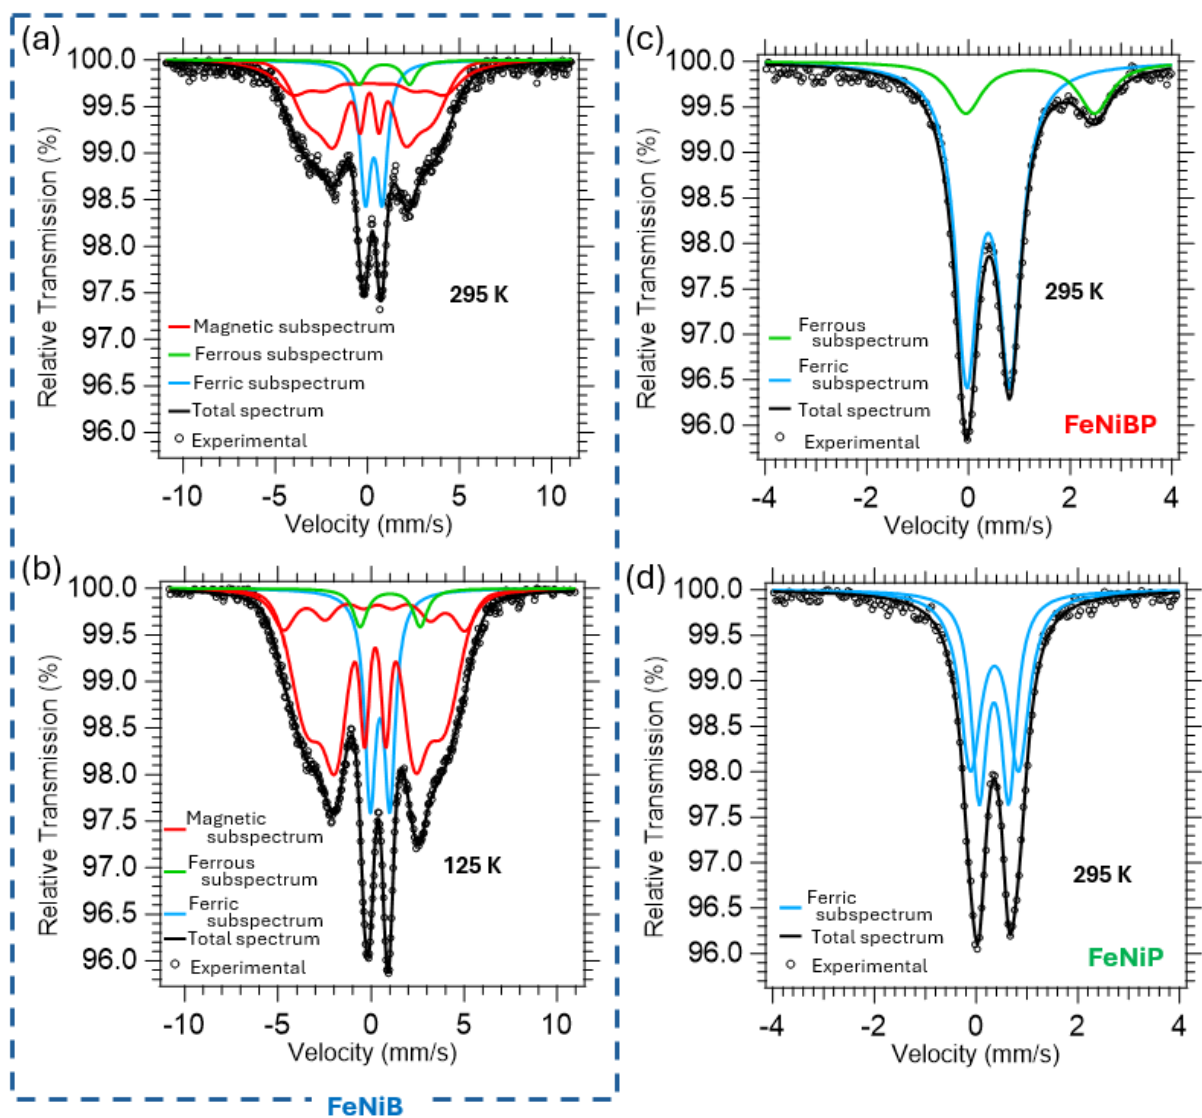 (a)
100.0
99.5
99.0
98.5
98.0
97.5
97.0
96.5
96.0
Relative Transmission (%)
295 K
Magnetic subspectrum
Ferrous subspectrum
Ferric subspectrum
Total spectrum
Experimental
-10 -5 0 5 10
Velocity (mm/s)
(b)
100.0
99.5
99.0
98.5
98.0
97.5
97.0
96.5
96.0
Relative Transmission (%)
125 K
Magnetic
subspectrum
Ferrous
subspectrum
Ferric
subspectrum
Total spectrum
Experimental
-10 -5 0 5 10
Velocity (mm/s)
FeNiB
(c)
100.0
99.5
99.0
98.5
98.0
97.5
97.0
96.5
96.0
Relative Transmission (%)
295 K
Ferrous
subspectrum
Ferric
subspectrum
Total spectrum
Experimental
FeNiBP
-4 -2 0 2 4
Velocity (mm/s)
(d)
100.0
99.5
99.0
98.5
98.0
97.5
97.0
96.5
96.0
Relative Transmission (%)
295 K
Ferric
subspectrum
Total spectrum
Experimental
FeNiP
-4 -2 0 2 4
Velocity (mm/s)